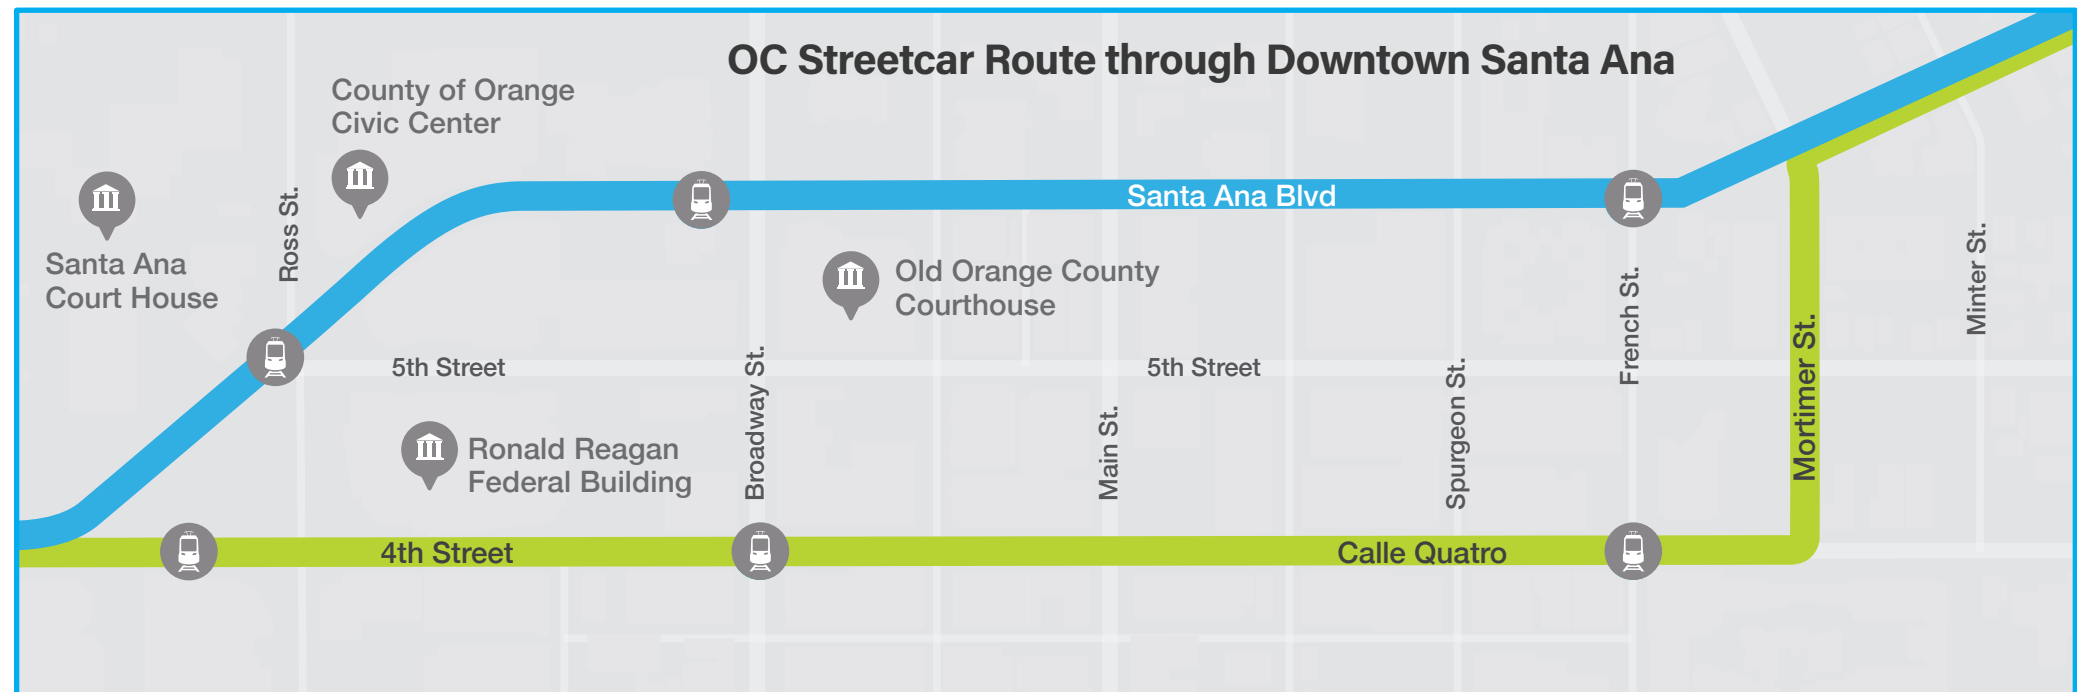 OC Streetcar Route through Downtown Santa Ana
County of Orange
Civic Center
Santa Ana
Court House
Ross St.
Santa Ana Blvd
Old Orange County
Courthouse
French St.
Minter St.
5th Street
5th Street
Broadway St.
Main St.
Spurgeon St.
Mortimer St.
Ronald Reagan
Federal Building
4th Street
Calle Quatro